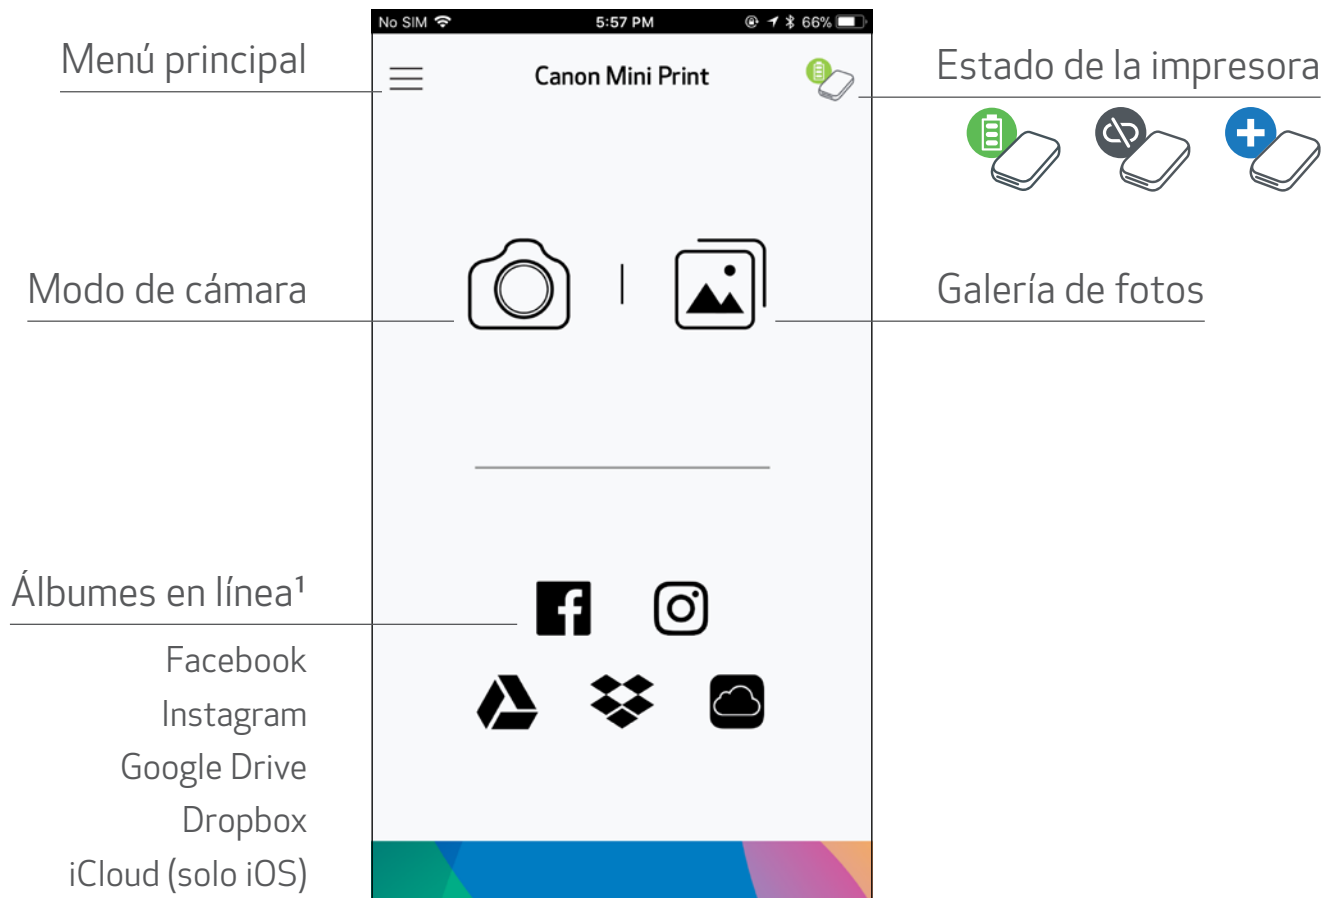 No SIM 5:57 PM 66%
Menú principal
Canon Mini Print
Estado de la impresora
Modo de cámara
Galería de fotos
Álbumes en línea¹
Facebook
Instagram
Google Drive
Dropbox
iCloud (solo iOS)